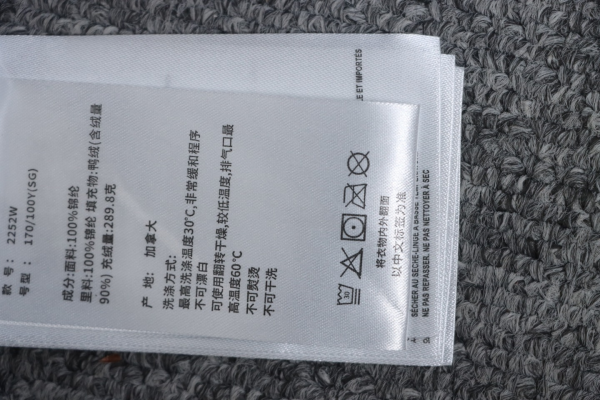 款 号: 2252W
号型: 170/100Y(SG)
成分:面料:100%锦纶
里料:100%锦纶 填充物:鸭绒(含绒量
90%) 充绒量:289.8克
产 地: 加拿大
洗涤方式:
最高洗涤温度30℃,非常缓和程序
不可漂白
可使用翻转干燥,较低温度,排气口最
高温度60℃
不可熨烫
不可干洗
30
将衣物内外翻面
以中文标签为准
E ET IMPORTÉS
SÉCHER AU SÈCHE-LINGE À BASSE
NE PAS REPASSER, NE PAS NETTOYER À SEC